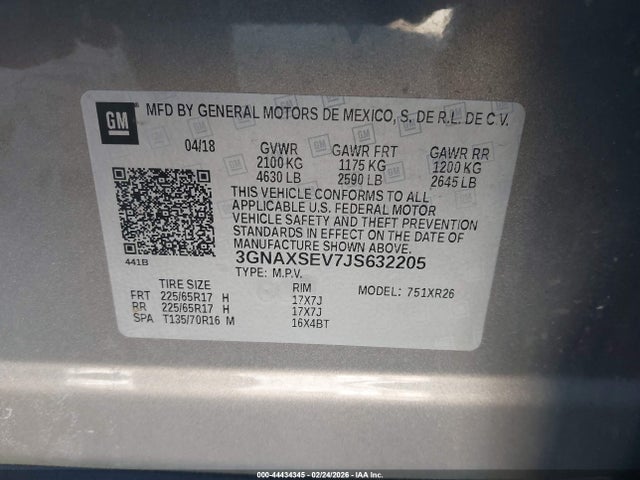 GM
MFD BY GENERAL MOTORS DE MEXICO, S. DE R.L. DE C.V.
04/18 GVWR GAWR FRT GAWR RR
2100 KG 1175 KG 1200 KG
4630 LB 2590 LB 2645 LB
THIS VEHICLE CONFORMS TO ALL
APPLICABLE U.S. FEDERAL MOTOR
VEHICLE SAFETY AND THEFT PREVENTION
STANDARDS IN EFFECT ON THE DATE OF
MANUFACTURE SHOWN ABOVE.
441B
3GNAXSEV7JS632205
TYPE: M.P.V.
TIRE SIZE RIM MODEL: 751XR26
FRT 225/65R17 H 17X7J
RR 225/65R17 H 17X7J
SPA T135/70R16 M 16X4BT
000-44434345 - 02/24/2026 - IAA Inc.